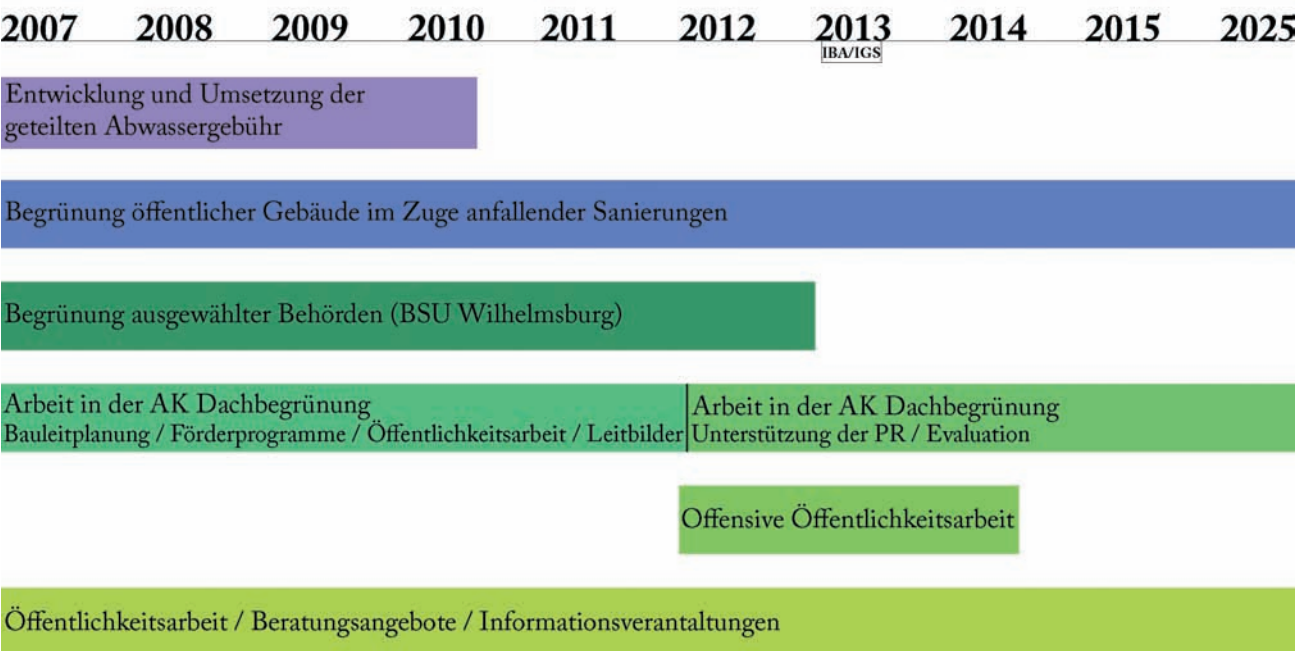 2007 2008 2009 2010 2011 2012 2013 2014 2015 2025
IBA/IGS
Entwicklung und Umsetzung der
geteilten Abwassergebühr
Begrünung öffentlicher Gebäude im Zuge anfallender Sanierungen
Begrünung ausgewählter Behörden (BSU Wilhelmsburg)
Arbeit in der AK Dachbegrünung
Bauleitplanung / Förderprogramme / Öffentlichkeitsarbeit / Leitbilder
Arbeit in der AK Dachbegrünung
Unterstützung der PR / Evaluation
Offensive Öffentlichkeitsarbeit
Öffentlichkeitsarbeit / Beratungsangebote / Informationsverantaltungen